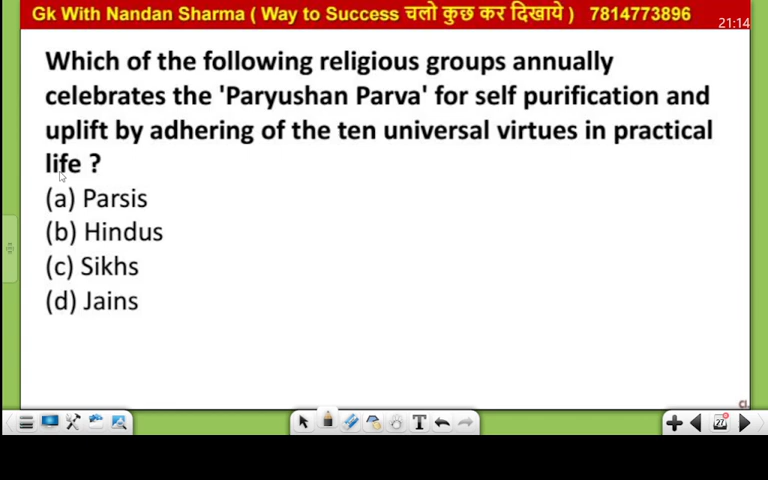 Gk With Nandan Sharma ( Way to Success चलो कुछ कर दिखाये ) 7814773896
21:14
Which of the following religious groups annually
celebrates the 'Paryushan Parva' for self purification and
uplift by adhering of the ten universal virtues in practical
life ?
(a) Parsis
(b) Hindus
(c) Sikhs
(d) Jains
T
27